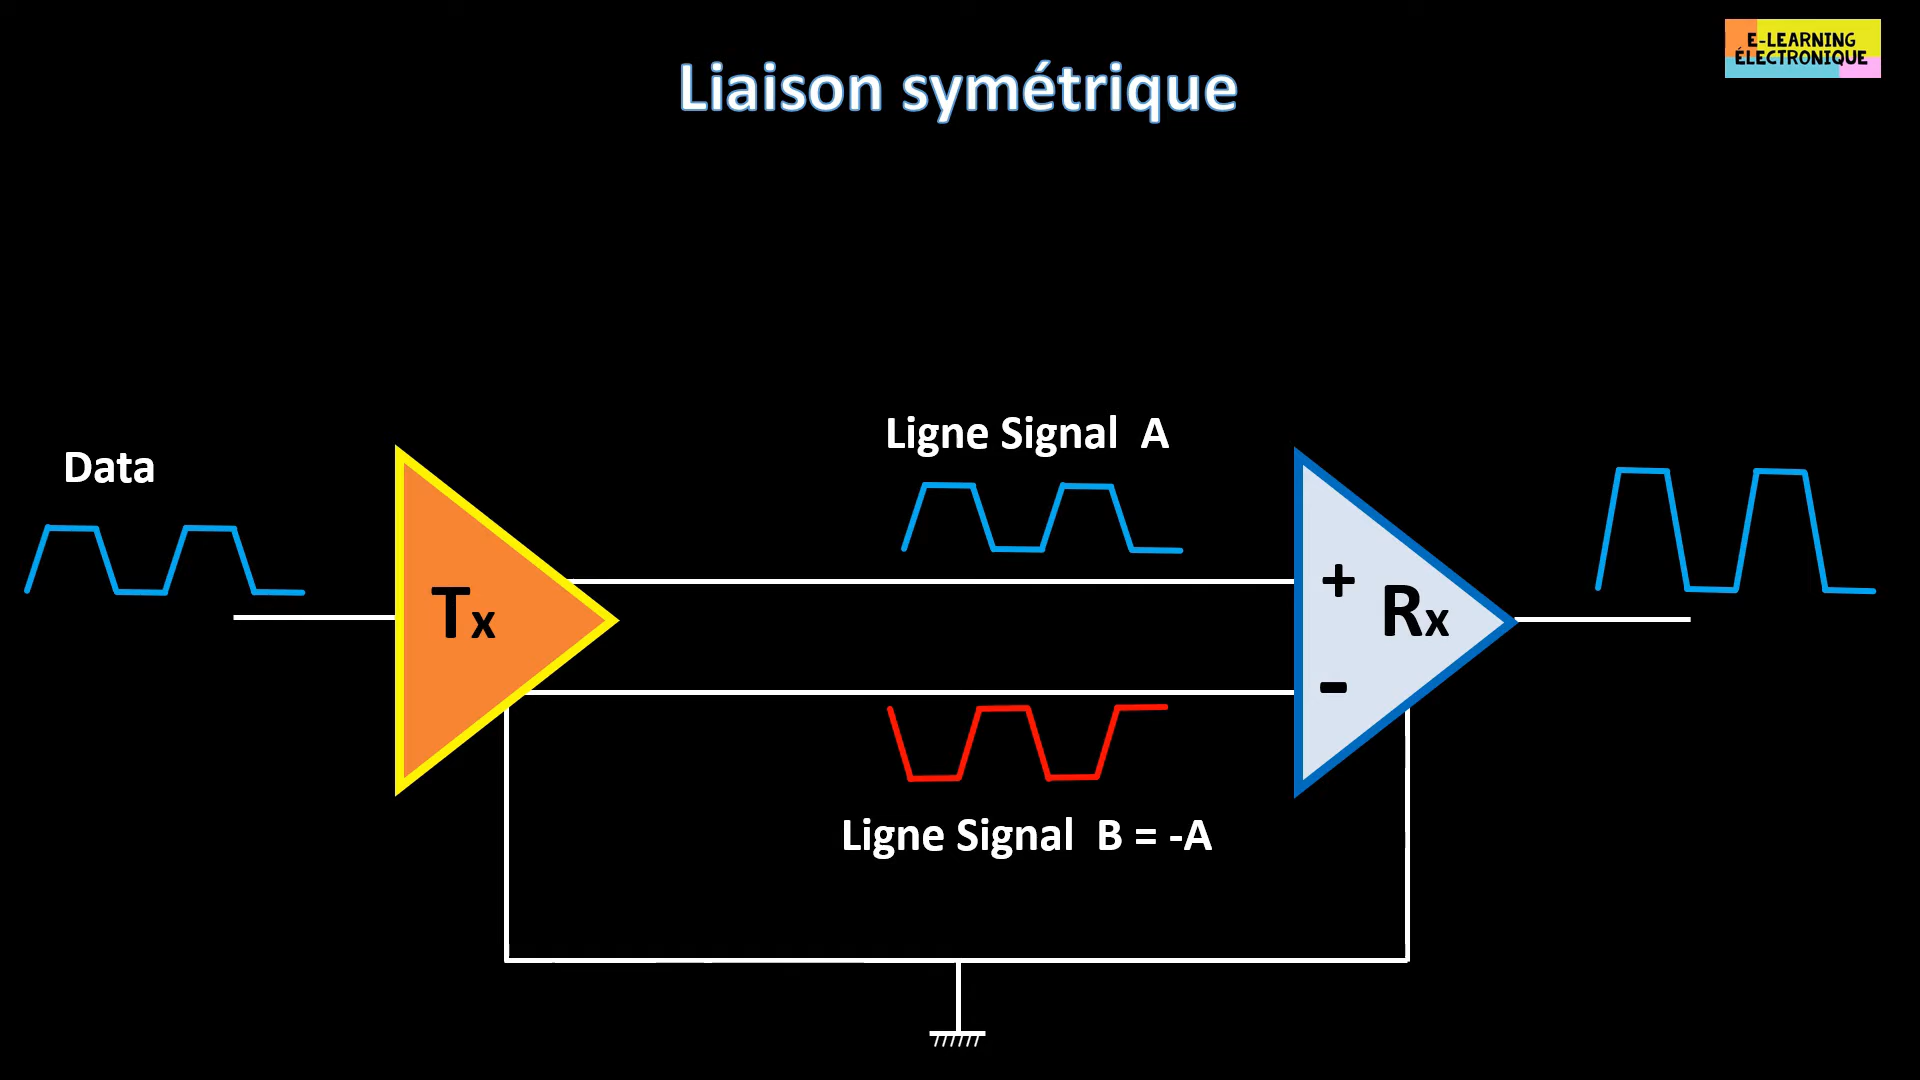 E-LEARNING
ÉLECTRONIQUE
Liaison symétrique
Data
Ligne Signal A
Tx
+
Rx
-
Ligne Signal B = -A